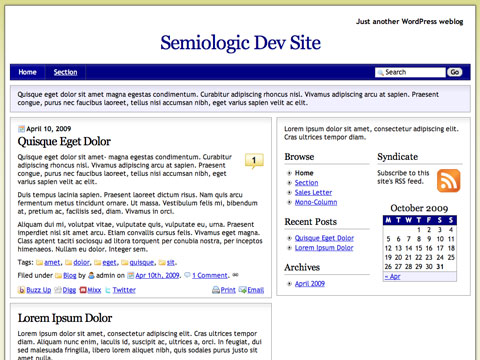 Just another WordPress weblog
Semiologic Dev Site
Home Section Search Go
Quisque eget dolor sit amet magna egestas condimentum. Curabitur adipiscing rhoncus nisl. Vivamus adipiscing arcu at sapien. Praesent
congue, purus nec faucibus laoreet, tellus nisi accumsan nibh, eget varius sapien velit ac elit.
April 10, 2009
Quisque Eget Dolor
1
Quisque eget dolor sit amet- magna egestas condimentum. Curabitur
adipiscing rhoncus nisl. Vivamus adipiscing arcu at sapien. Praesent
congue, purus nec faucibus laoreet, tellus nisi accumsan nibh, eget
varius sapien velit ac elit.
Duis tempus lacinia sapien. Praesent laoreet dictum risus. Nam quis arcu
fermentum metus tincidunt ornare. Ut massa. Vestibulum felis mi, bibendum
at, pretium ac, facilisis sed, diam. Vivamus in orci.
Aliquam dui mi, volutpat vitae, vulputate quis, vulputate eu, urna. Praesent
imperdiet nisi sit amet sem. Etiam convallis cursus felis. Vivamus eget magna.
Class aptent taciti sociosqu ad litora torquent per conubia nostra, per inceptos
himenaeos. Nullam eu dolor. Integer sem.
Tags: amet, dolor, eget, quisque, sit.
Filed under Blog by admin on Apr 10th, 2009. 1 Comment.
Buzz Up Digg Mixx Twitter Print Email
Lorem Ipsum Dolor
Lorem ipsum dolor sit amet, consectetur adipiscing elit. Cras ultrices tempor
diam. Aliquam nunc enim, iaculis id, suscipit ac, ultrices a, orci. In feugiat, dui
sed malesuada fringilla, libero lorem venenatis nibh, quis sodales purus justo sit
Lorem ipsum dolor sit amet, consectetur adipiscing elit.
Cras ultrices tempor diam.
Browse
Home
Section
Sales Letter
Mono-Column
Recent Posts
Quisque Eget Dolor
Lorem Ipsum Dolor
Archives
April 2009
Syndicate
Subscribe to this
site's RSS feed.
October 2009
M T W T F S S
1 2 3 4
5 6 7 8 9 10 11
12 13 14 15 16 17 18
19 20 21 22 23 24 25
26 27 28 29 30 31
« Apr